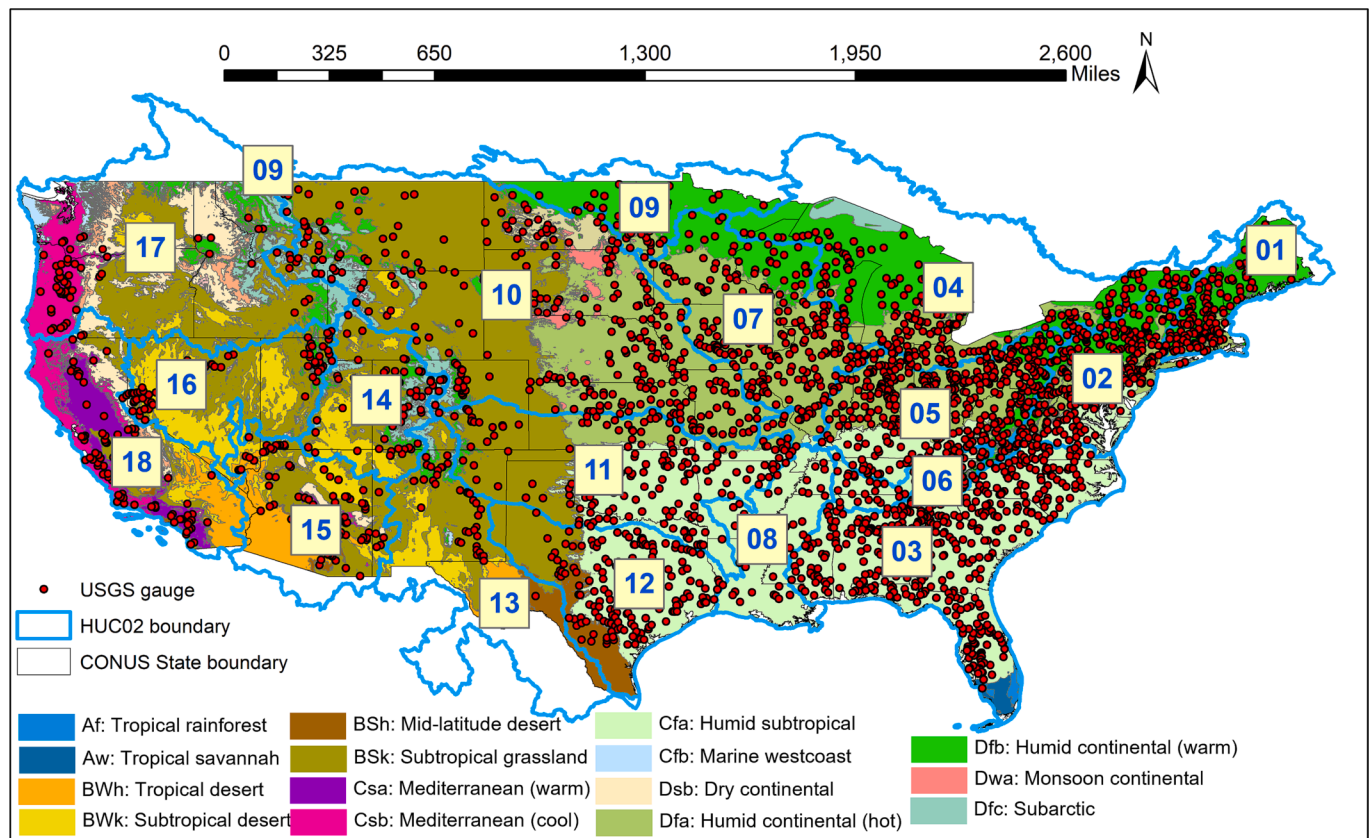 0 325 650 1,300 1,950 2,600
Miles
N
09
09
01
17
04
10
07
16
14
02
05
18
11
06
15
08
03
12
13
USGS gauge
HUC02 boundary
CONUS State boundary
Af: Tropical rainforest
Aw: Tropical savannah
BWh: Tropical desert
BWk: Subtropical desert
BSh: Mid-latitude desert
BSk: Subtropical grassland
Csa: Mediterranean (warm)
Csb: Mediterranean (cool)
Cfa: Humid subtropical
Cfb: Marine westcoast
Dsb: Dry continental
Dfa: Humid continental (hot)
Dfb: Humid continental (warm)
Dwa: Monsoon continental
Dfc: Subarctic